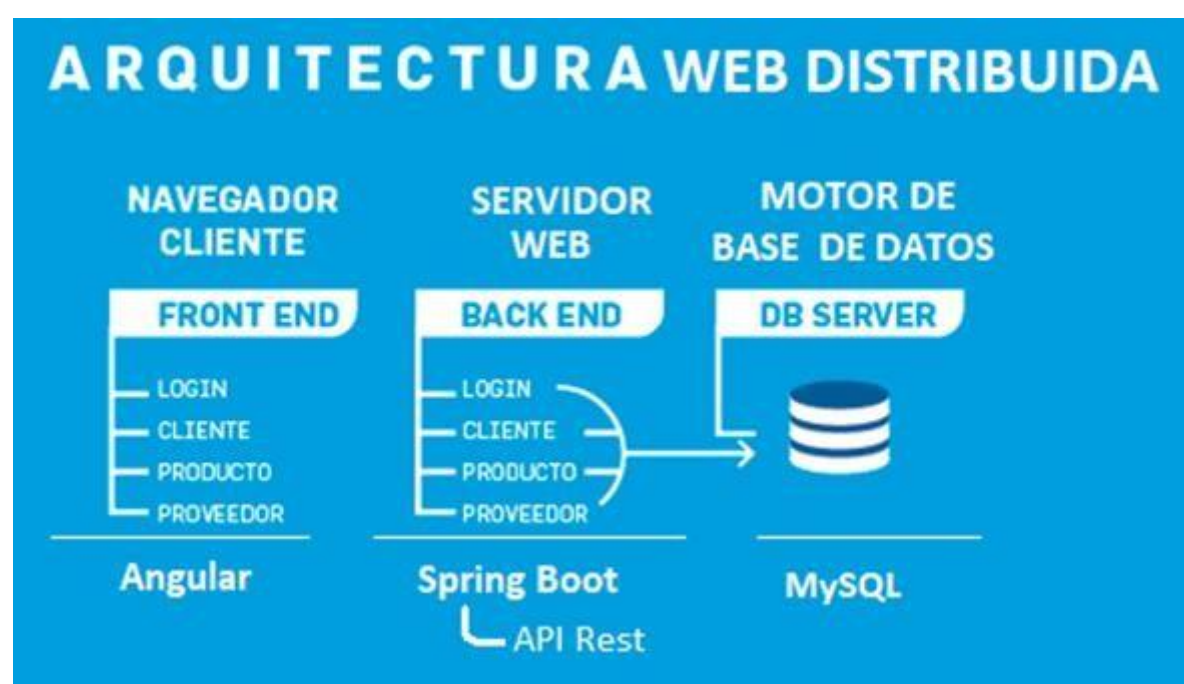 ARQUITECTURA WEB DISTRIBUIDA
NAVEGADOR
CLIENTE
FRONT END
LOGIN
CLIENTE
PRODUCTO
PROVEEDOR
Angular
SERVIDOR
WEB
BACK END
LOGIN
CLIENTE
PRODUCTO
PROVEEDOR
Spring Boot
API Rest
MOTOR DE
BASE DE DATOS
DB SERVER
MySQL